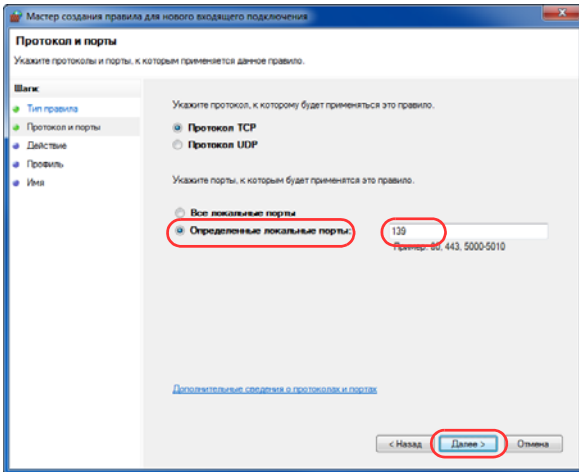 Мастер создания правила для нового входящего подключения
Протокол и порты
Укажите протоколы и порты, к которым применяется данное правило.
Шаги:
Тип правила
Протокол и порты
Действие
Профиль
Имя
Укажите протокол, к которому будет применяться это правило.
Протокол TCP
Протокол UDP
Укажите порты, к которым будет применятся это правило.
Все локальные порты
Определенные локальные порты:
139
Пример: 80, 443, 5000-5010
Дополнительные сведения о протоколах и портах
< Назад
Далее >
Отмена